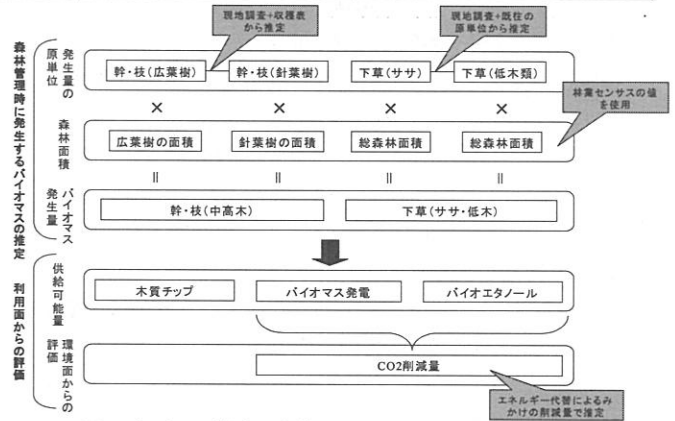 現地調査+収穫表
から推定
現地調査+既往の
原単位から推定
森林管理時に発生するバイオマスの推定
発生量の
原単位
幹・枝(広葉樹)
幹・枝(針葉樹)
下草(ササ)
下草(低木類)
林業センサスの値
を使用
×
×
×
×
森林面積
広葉樹の面積
針葉樹の面積
総森林面積
総森林面積
=
=
=
=
バイオマス
発生量
幹・枝(中高木)
下草(ササ・低木)
利用面からの評価
供給可能量
木質チップ
バイオマス発電
バイオエタノール
環境面からの
評価
CO2削減量
エネルギー代替によるみ
かけの削減量で推定